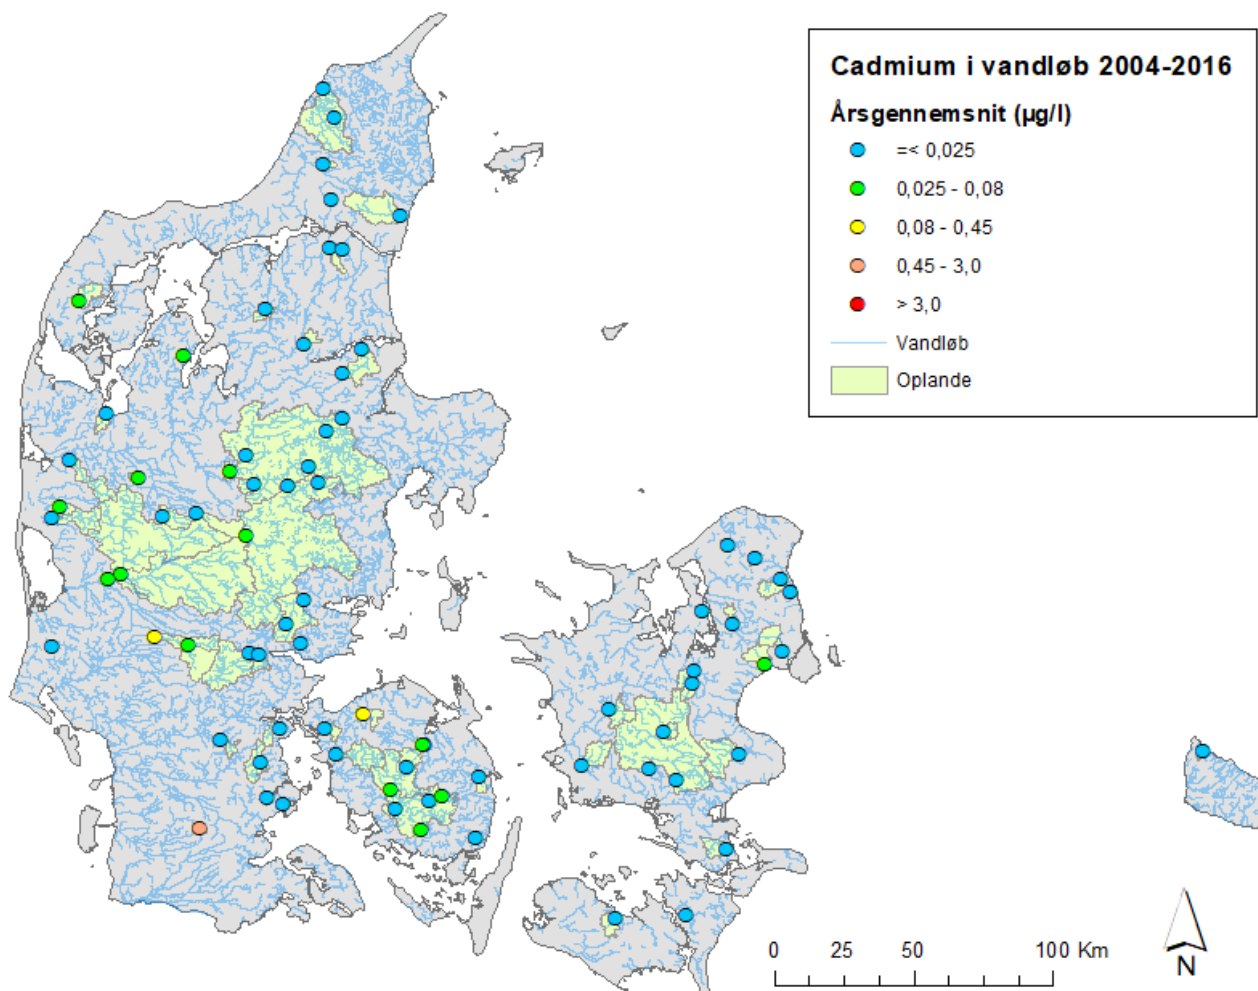 Cadmium i vandløb 2004-2016
Årsgennemsnit (µg/l)
=< 0,025
0,025 - 0,08
0,08 - 0,45
0,45 - 3,0
> 3,0
Vandløb
Oplande
0 25 50 100 Km
N